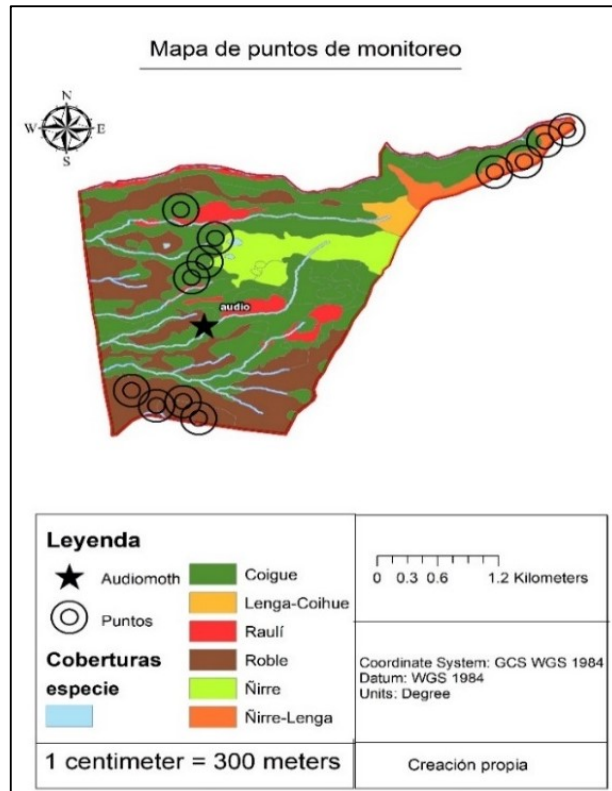 Mapa de puntos de monitoreo
N
W E
S
audio
Leyenda
Audiomoth
Puntos
Coberturas
especie
Coigue
Lenga-Coihue
Raulí
Roble
Ñirre
Ñirre-Lenga
0 0.3 0.6 1.2 Kilometers
Coordinate System: GCS WGS 1984
Datum: WGS 1984
Units: Degree
1 centimeter = 300 meters
Creación propia